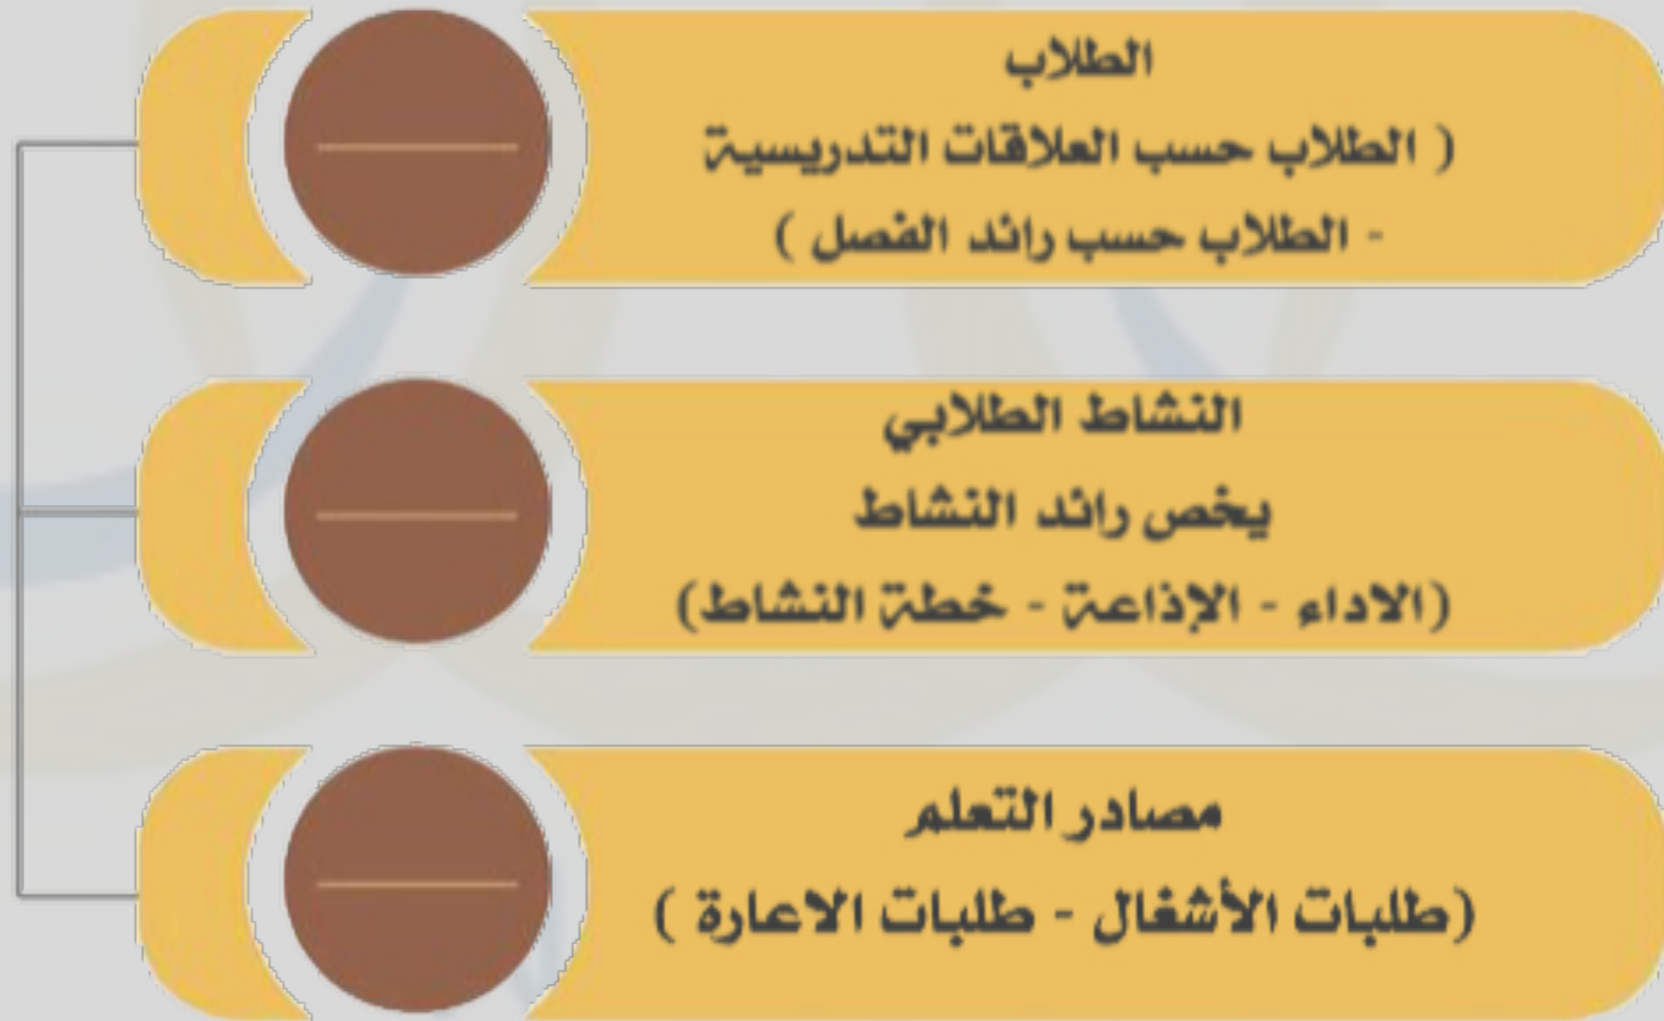 الطلاب
( الطلاب حسب العلاقات التدريسية
- الطلاب حسب رائد الفصل )
النشاط الطلابي
يخص رائد النشاط
(الاداء - الإذاعة - خطة النشاط)
مصادر التعلم
(طلبات الأشغال - طلبات الاعارة )